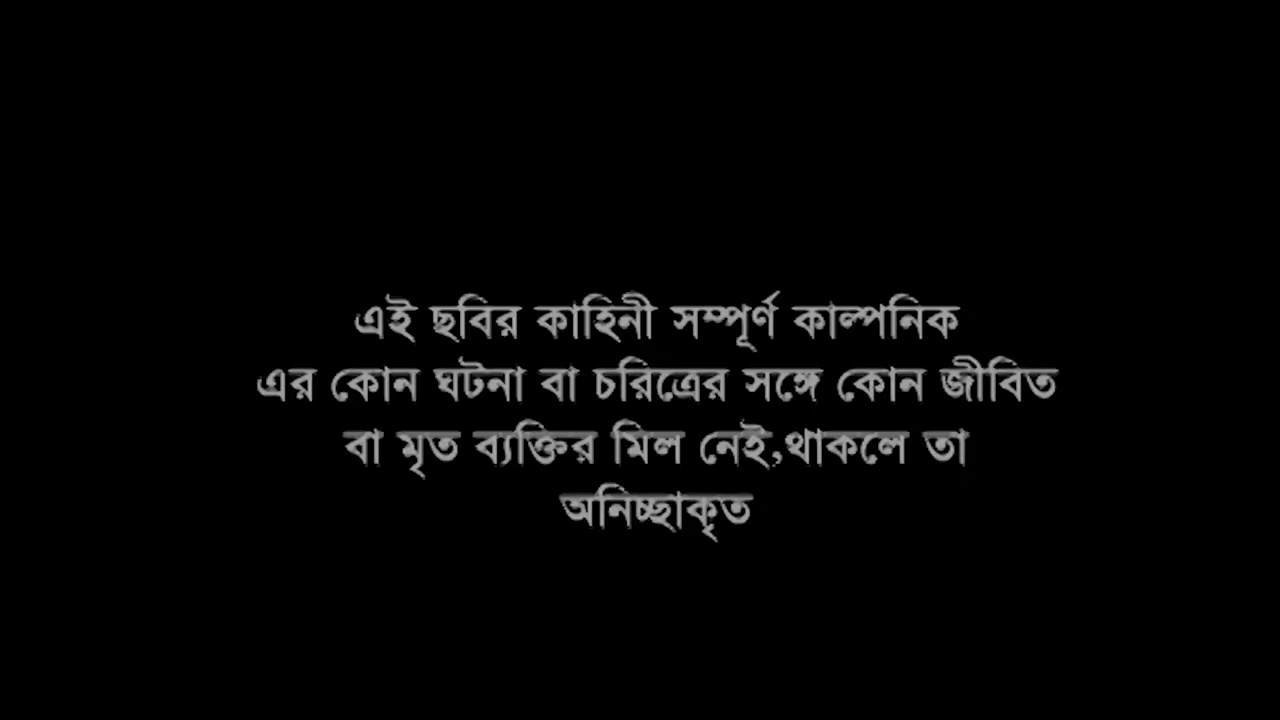 এই ছবির কাহিনী সম্পূর্ণ কাল্পনিক
এর কোন ঘটনা বা চরিত্রের সঙ্গে কোন জীবিত
বা মৃত ব্যক্তির মিল নেই,থাকলে তা
অনিচ্ছাকৃত